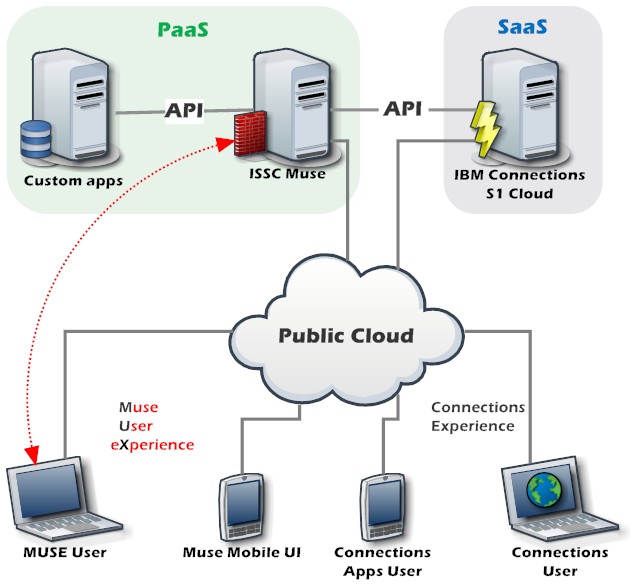 PaaS
SaaS
API
API
Custom apps
ISSC Muse
IBM Connections
S1 Cloud
Public Cloud
Muse
User
eXperience
Connections
Experience
MUSE User
Muse Mobile UI
Connections
Apps User
Connections
User